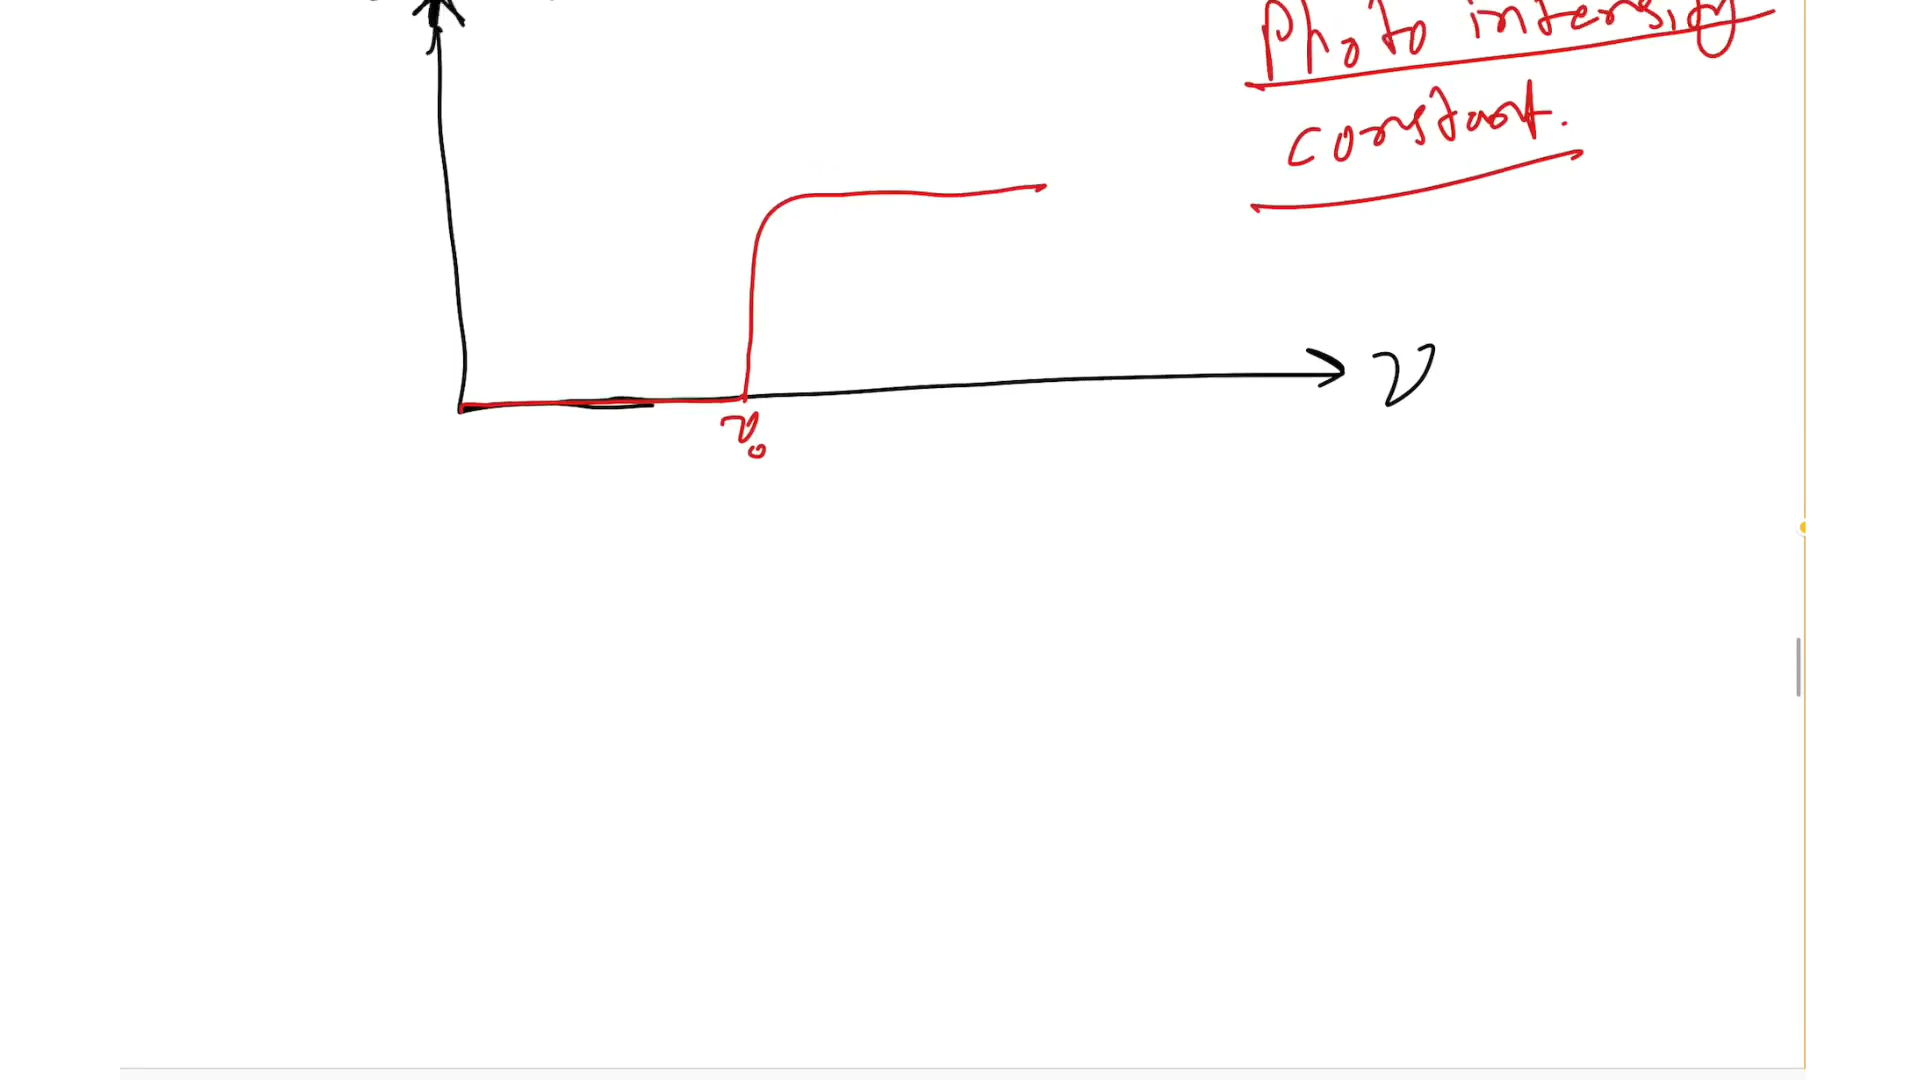 Photo intensity
constant.
ν
ν₀